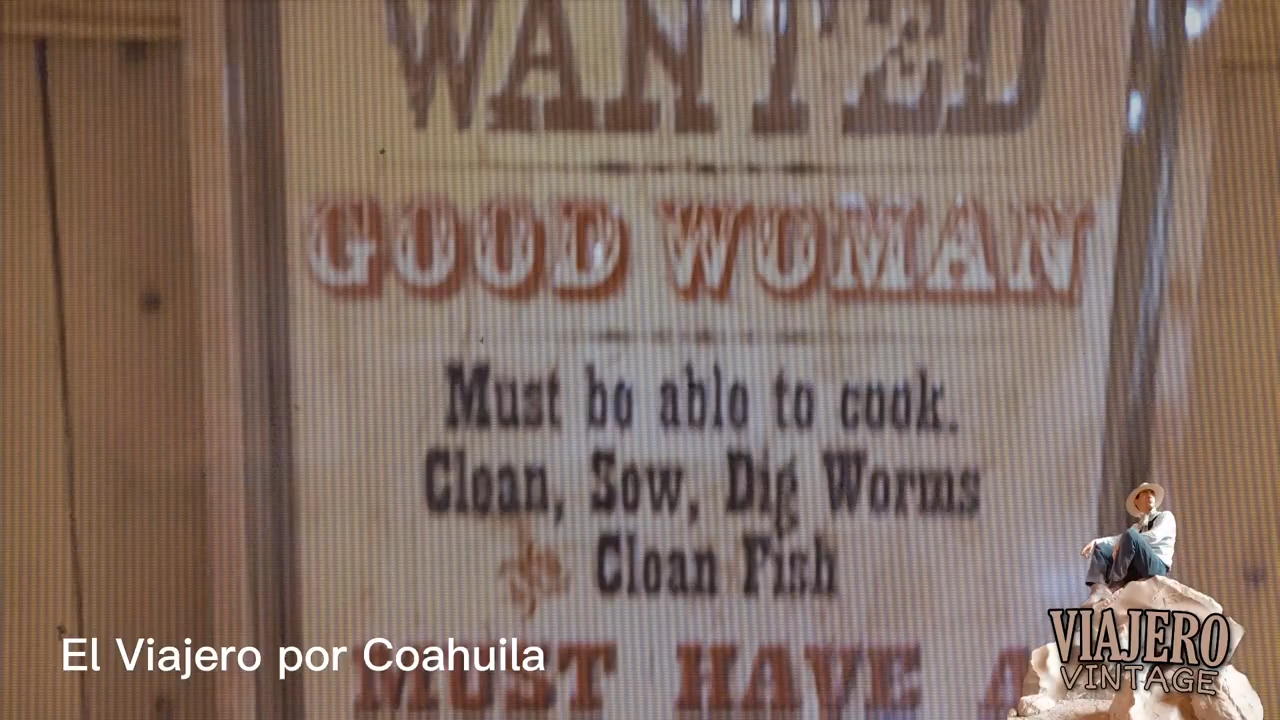 WANTED
GOOD WOMAN
Must be able to cook.
Clean, Sew, Dig Worms
& Clean Fish
MUST HAVE A
El Viajero por Coahuila
VIAJERO
VINTAGE